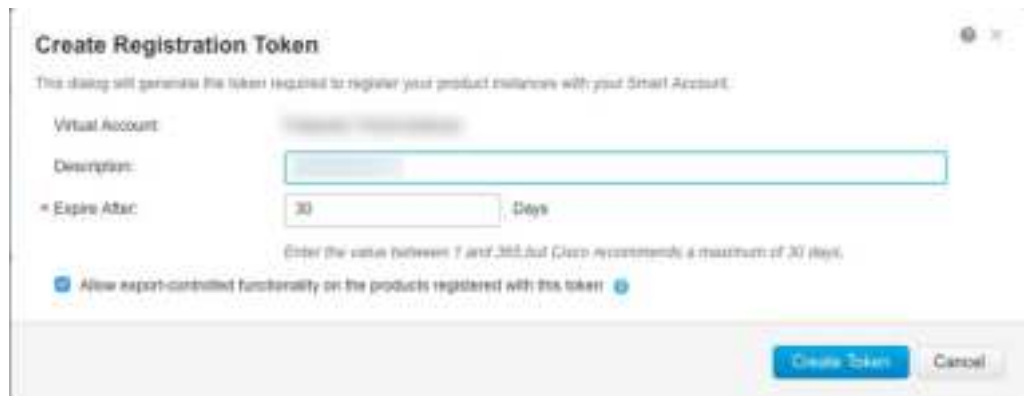 Create Registration Token
This dialog will generate the token required to register your product instances with your Smart Account.
Virtual Account:
Description:
* Expire After: 30 Days
Enter the value between 1 and 365,but Cisco recommends a maximum of 30 days.
Allow export-controlled functionality on the products registered with this token
Create Token Cancel